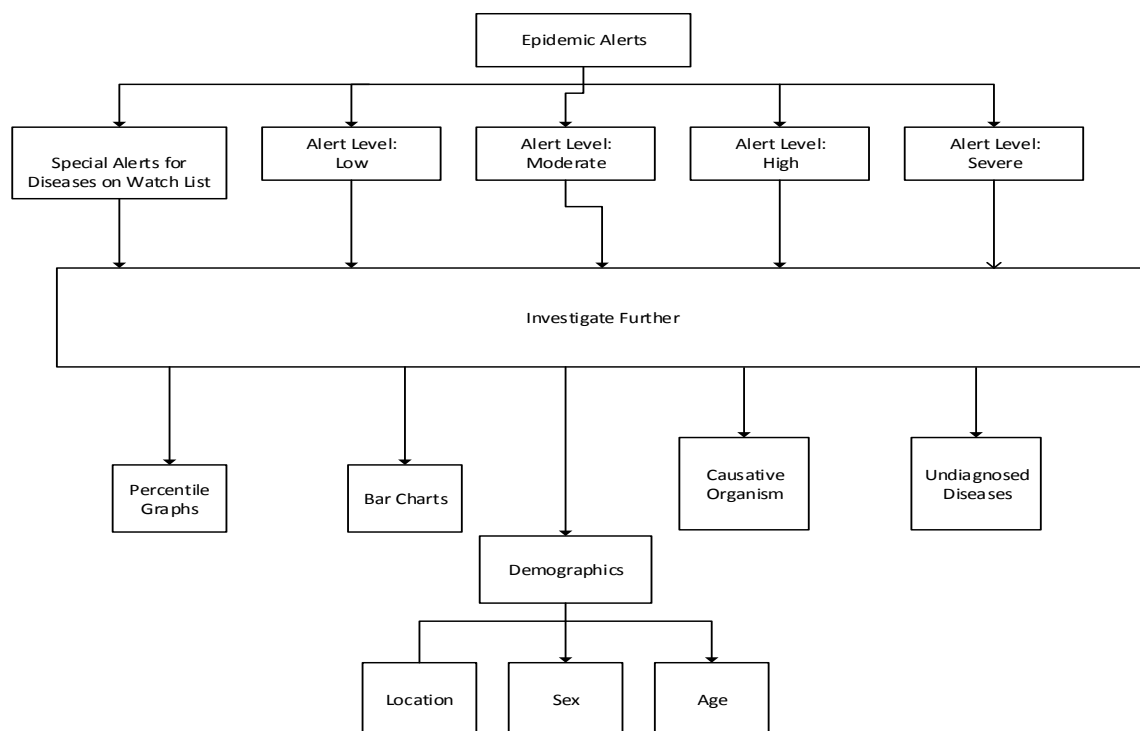 Epidemic Alerts
Special Alerts for
Diseases on Watch List
Alert Level:
Low
Alert Level:
Moderate
Alert Level:
High
Alert Level:
Severe
Investigate Further
Percentile
Graphs
Bar Charts
Causative
Organism
Undiagnosed
Diseases
Demographics
Location
Sex
Age